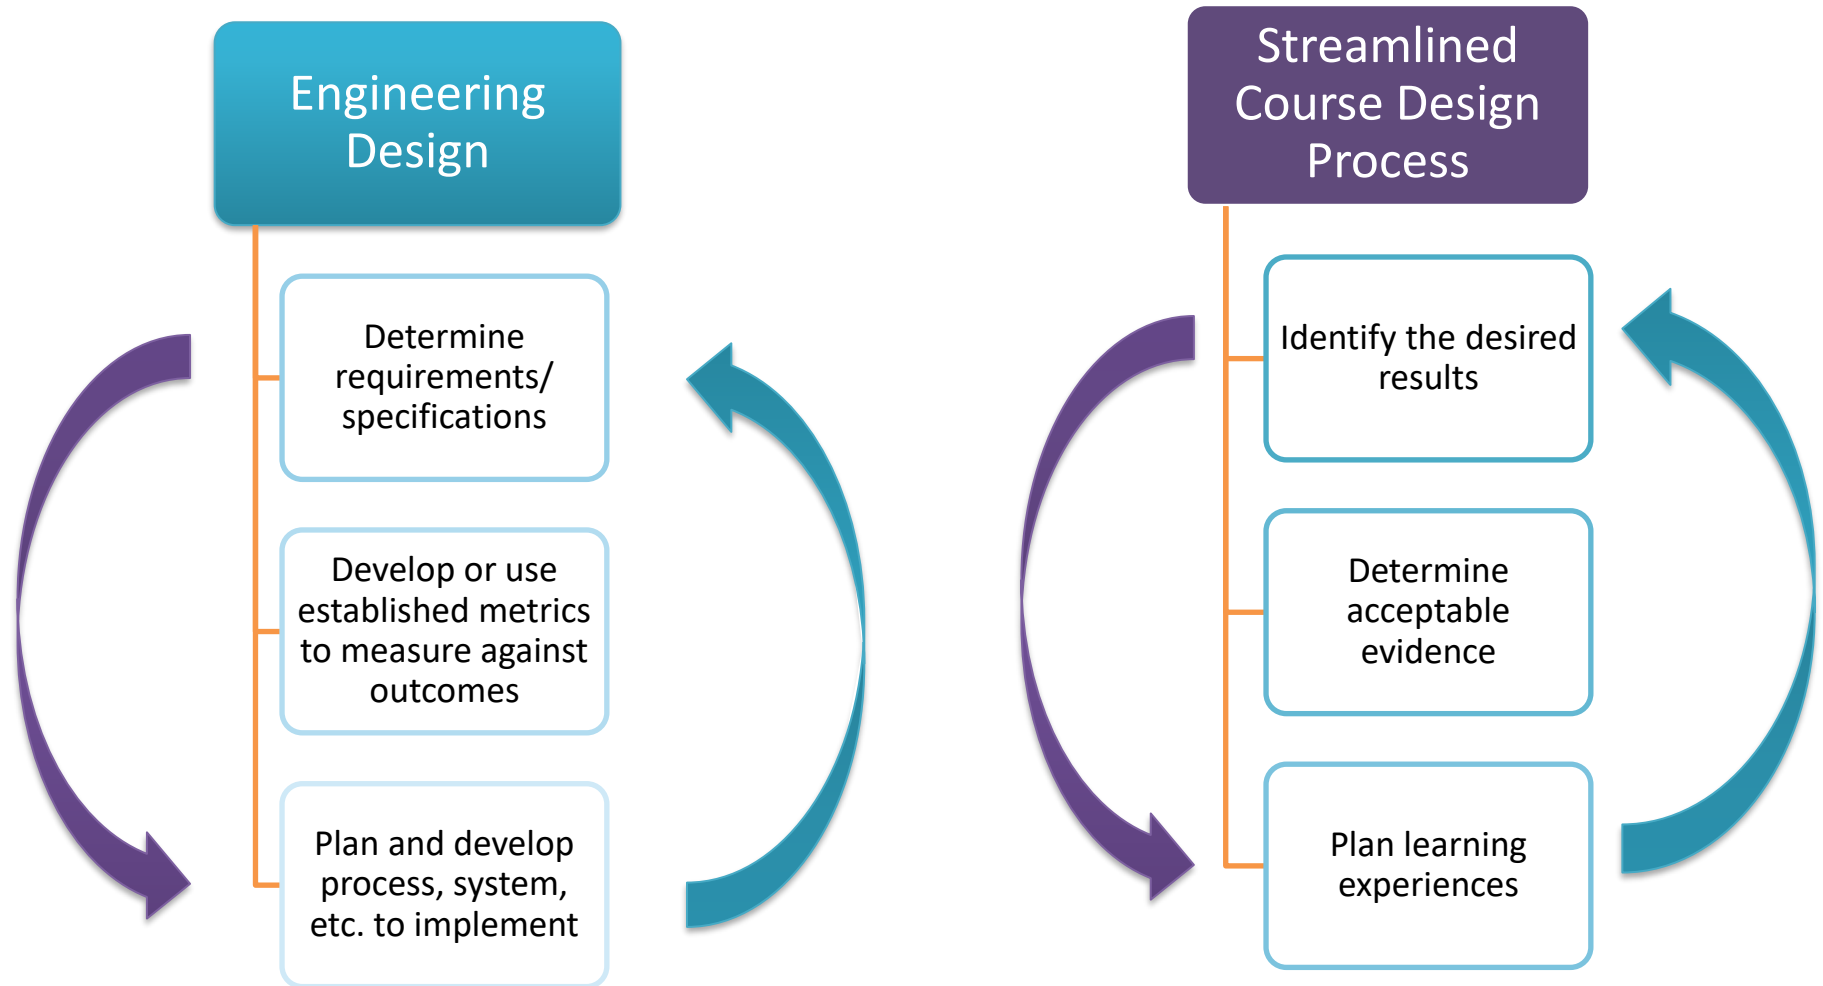 Engineering
Design
Determine
requirements/
specifications
Develop or use
established metrics
to measure against
outcomes
Plan and develop
process, system,
etc. to implement
Streamlined
Course Design
Process
Identify the desired
results
Determine
acceptable
evidence
Plan learning
experiences